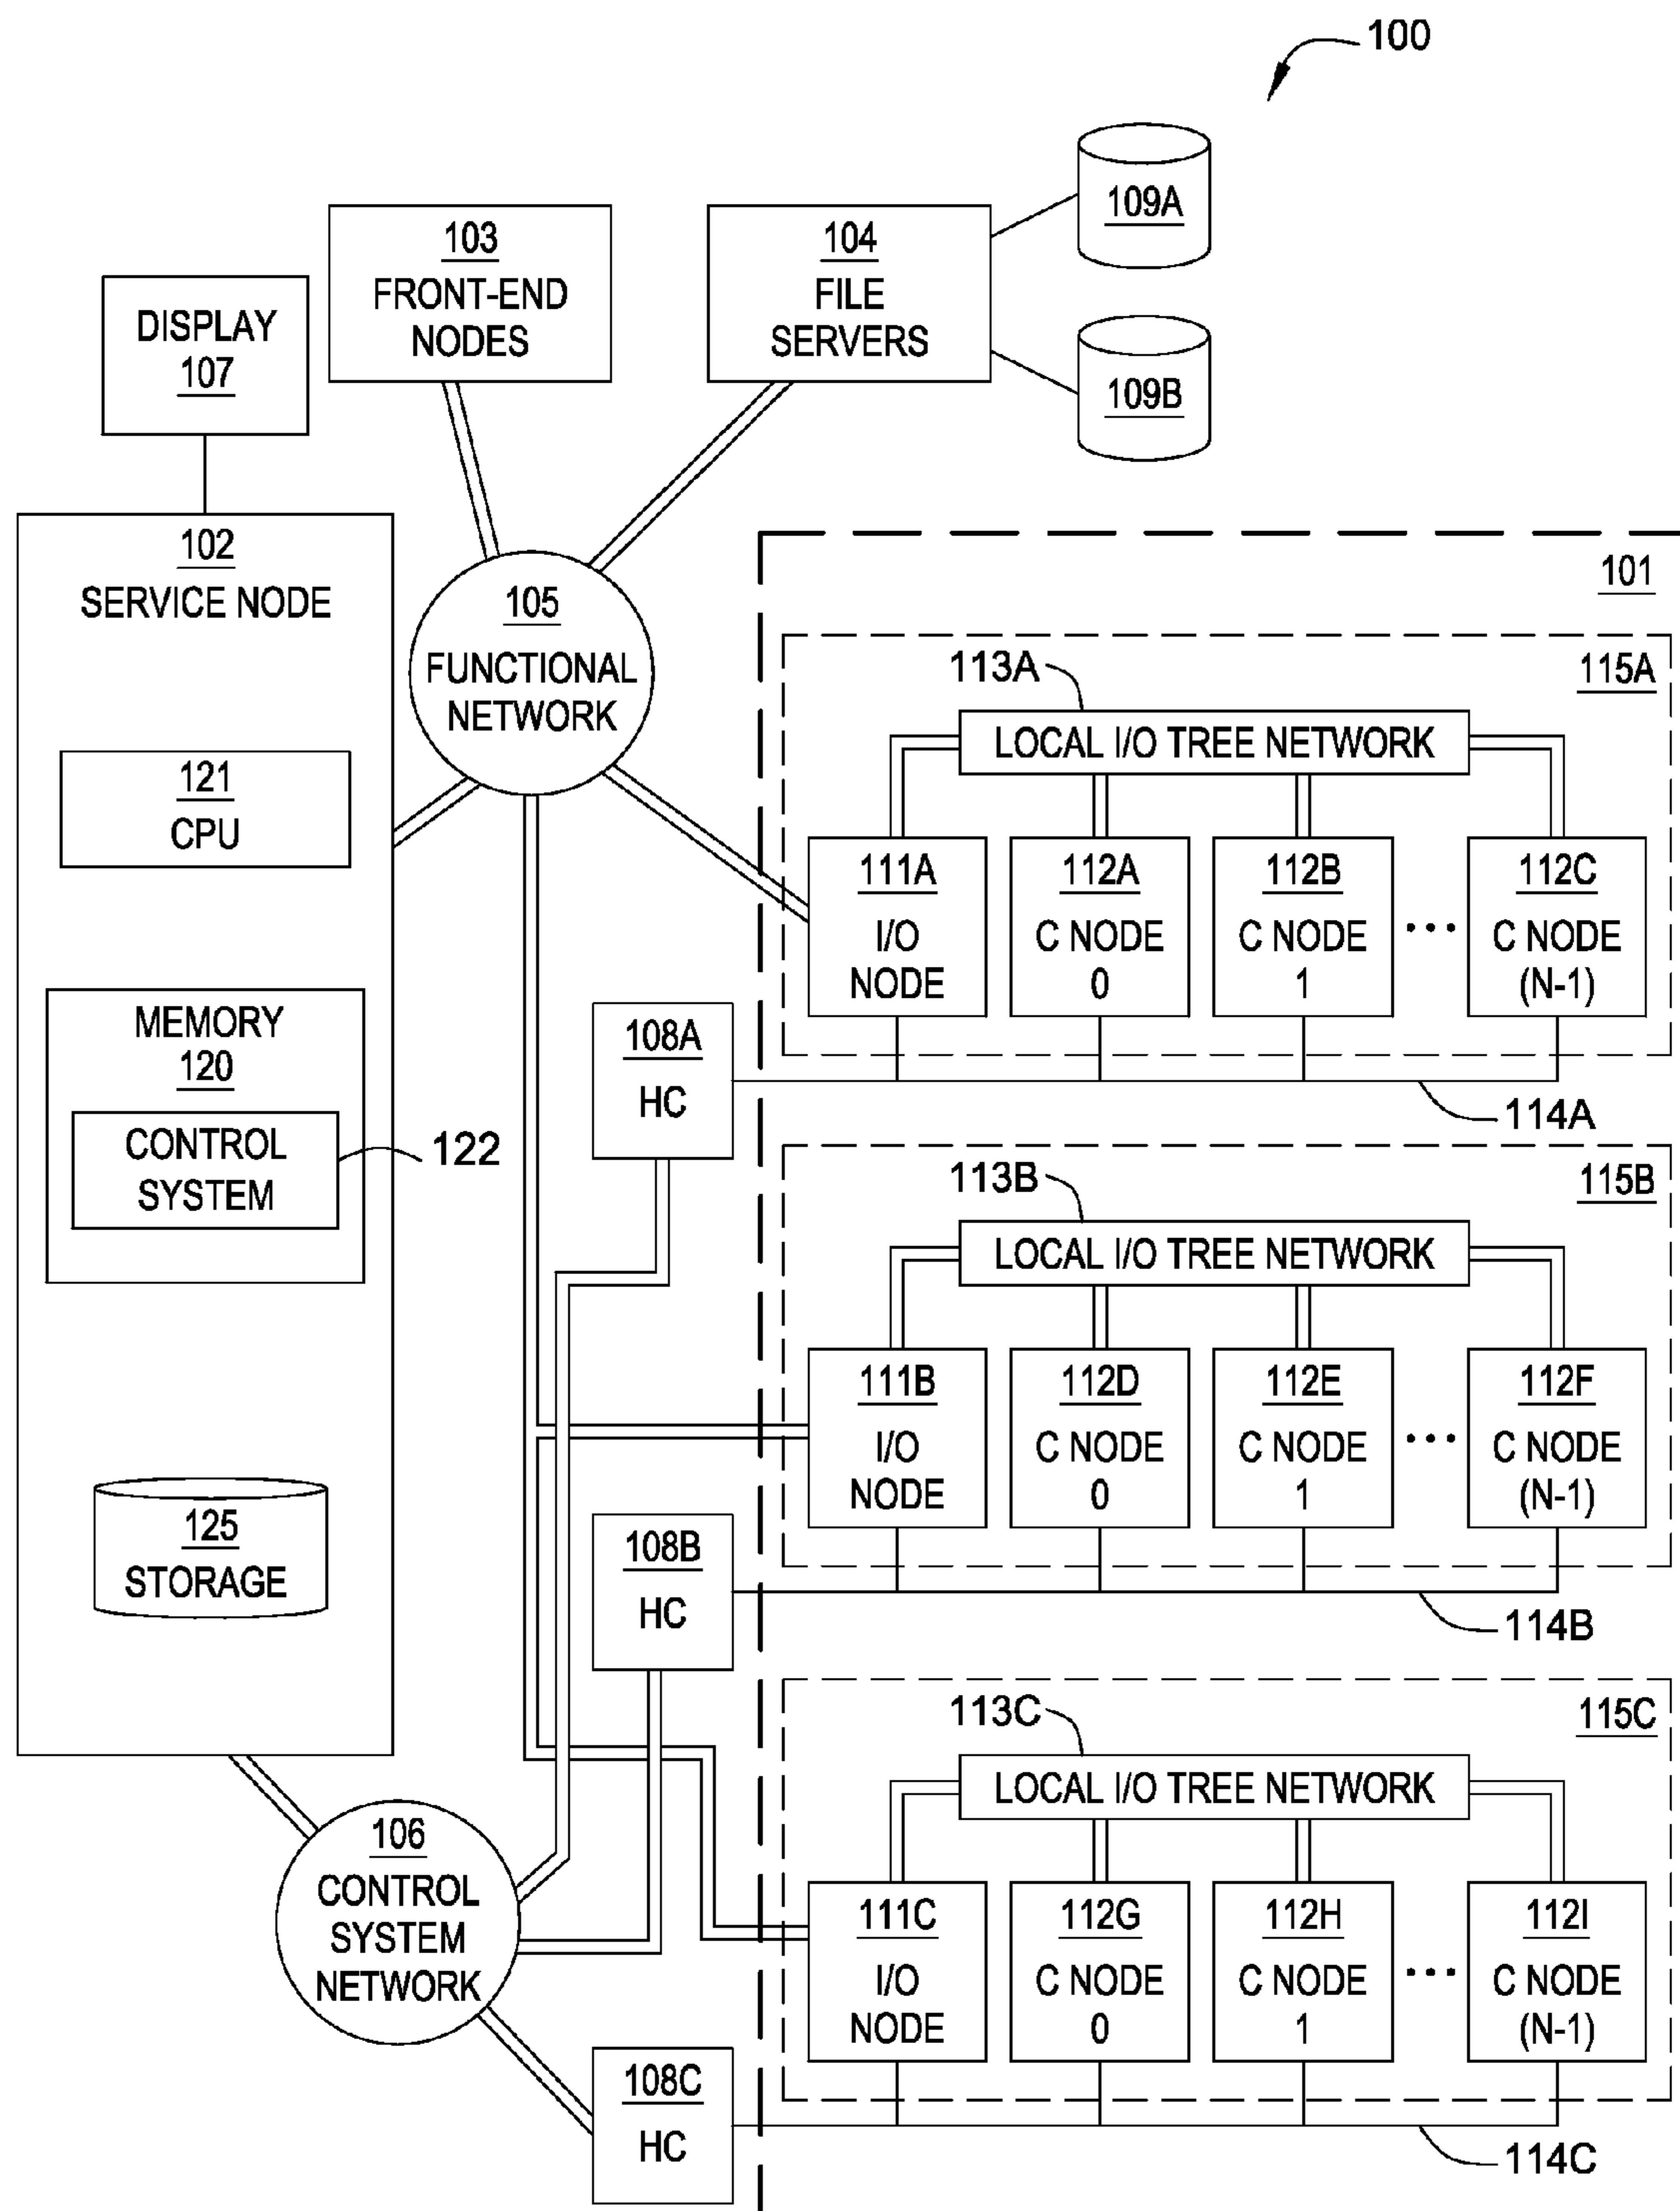 100
109A
109B
103
FRONT-END
NODES
104
FILE
SERVERS
DISPLAY
107
102
SERVICE NODE
121
CPU
MEMORY
120
CONTROL
SYSTEM
122
125
STORAGE
105
FUNCTIONAL
NETWORK
106
CONTROL
SYSTEM
NETWORK
108A
HC
108B
HC
108C
HC
101
115A
113A
LOCAL I/O TREE NETWORK
111A
I/O
NODE
112A
C NODE
0
112B
C NODE
1
•••
112C
C NODE
(N-1)
114A
115B
113B
LOCAL I/O TREE NETWORK
111B
I/O
NODE
112D
C NODE
0
112E
C NODE
1
•••
112F
C NODE
(N-1)
114B
115C
113C
LOCAL I/O TREE NETWORK
111C
I/O
NODE
112G
C NODE
0
112H
C NODE
1
•••
112I
C NODE
(N-1)
114C